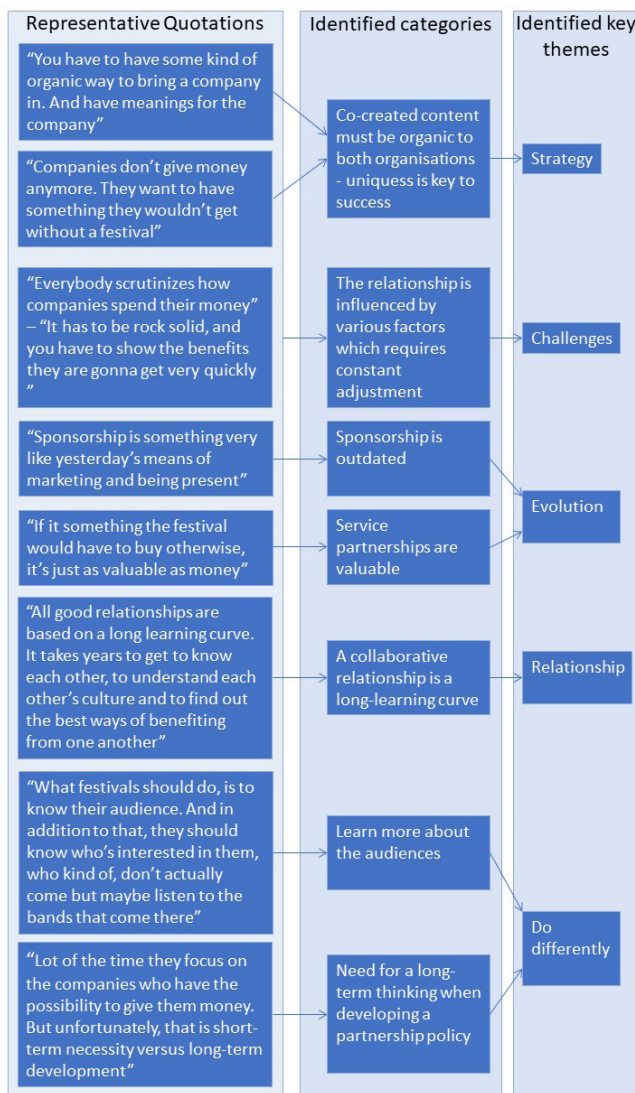 Representative Quotations
Identified categories
Identified key
themes
“You have to have some kind of
organic way to bring a company
in. And have meanings for the
company”
“Companies don’t give money
anymore. They want to have
something they wouldn’t get
without a festival”
Co-created content
must be organic to
both organisations
- uniquess is key to
success
Strategy
“Everybody scrutinizes how
companies spend their money”
– “It has to be rock solid, and
you have to show the benefits
they are gonna get very quickly
”
The relationship is
influenced by
various factors
which requires
constant
adjustment
Challenges
“Sponsorship is something very
like yesterday’s means of
marketing and being present”
Sponsorship is
outdated
“If it something the festival
would have to buy otherwise,
it’s just as valuable as money”
Service
partnerships are
valuable
Evolution
“All good relationships are
based on a long learning curve.
It takes years to get to know
each other, to understand each
other’s culture and to find out
the best ways of benefiting
from one another”
A collaborative
relationship is a
long-learning curve
Relationship
“What festivals should do, is to
know their audience. And in
addition to that, they should
know who’s interested in them,
who kind of, don’t actually
come but maybe listen to the
bands that come there”
Learn more about
the audiences
“Lot of the time they focus on
the companies who have the
possibility to give them money.
But unfortunately, that is short-
term necessity versus long-term
development”
Need for a long-
term thinking when
developing a
partnership policy
Do
differently